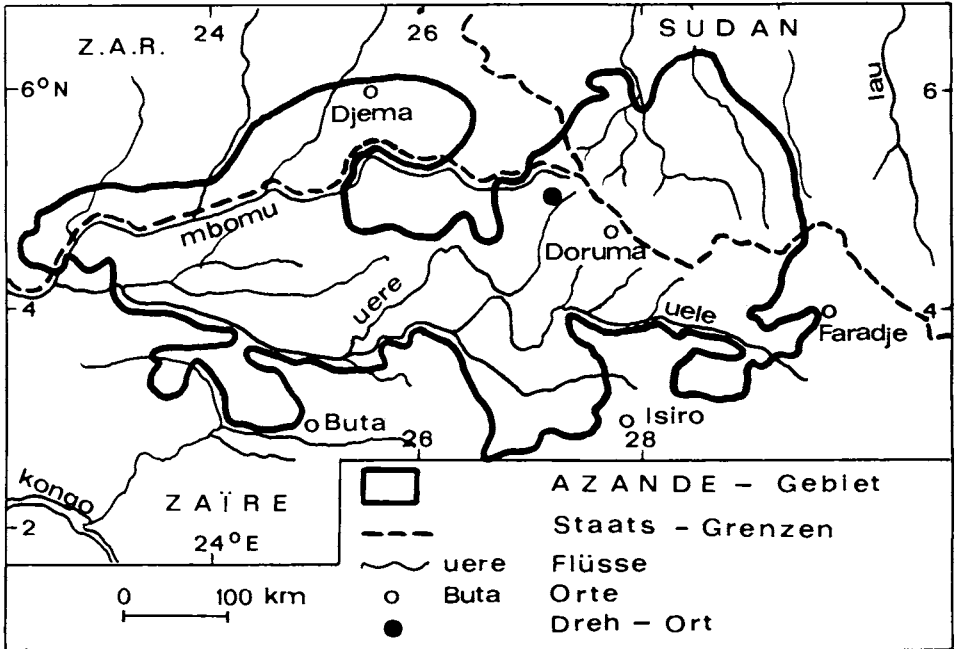 24
26
SUDAN
Z.A.R.
6° N
6
Djema
lau
mbomu
Doruma
uere
uele
4
4
Faradje
Buta
Isiro
26
28
kongo
ZAÏRE
2
24° E
AZANDE – Gebiet
Staats – Grenzen
uere Flüsse
Buta Orte
Dreh – Ort
0 100 km